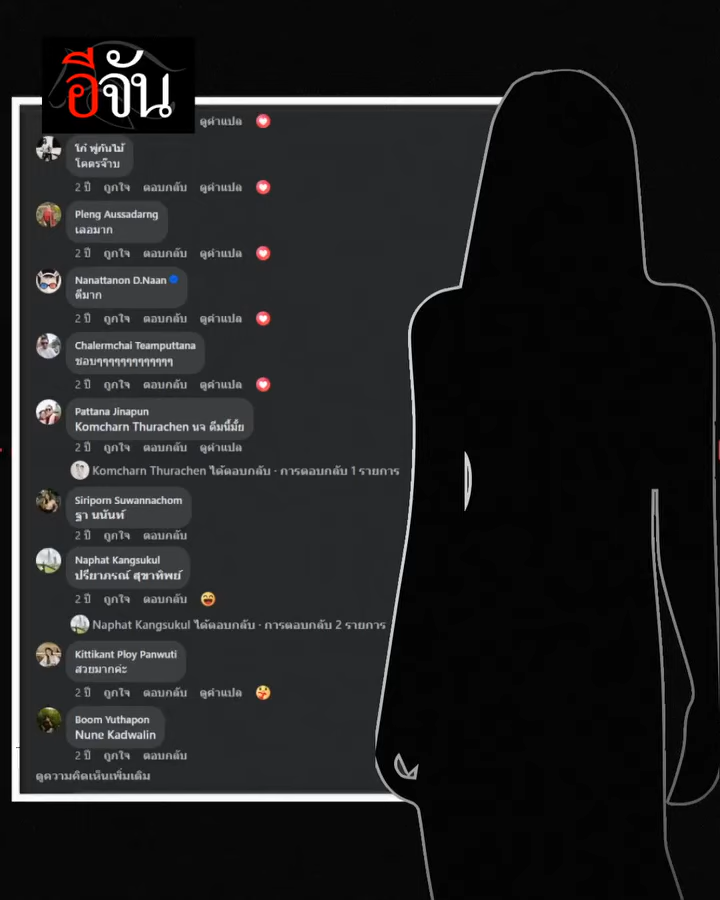 อีจัน
ดูคำแปล
โก๋ พู่กันไม้
โคตรจ๊าบ
2 ปี ถูกใจ ตอบกลับ ดูคำแปล
Pleng Aussadarng
เลอมาก
2 ปี ถูกใจ ตอบกลับ ดูคำแปล
Nanattanon D.Naan
ดีมาก
2 ปี ถูกใจ ตอบกลับ ดูคำแปล
Chalermchai Teamputtana
ชอบๆๆๆๆๆๆๆๆๆๆๆๆๆ
2 ปี ถูกใจ ตอบกลับ ดูคำแปล
Pattana Jinapun
Komcharn Thurachen นจ ดีมนี้มั้ย
2 ปี ถูกใจ ตอบกลับ ดูคำแปล
Komcharn Thurachen ได้ตอบกลับ · การตอบกลับ 1 รายการ
Siriporn Suwannachom
ฐา นนันท์
2 ปี ถูกใจ ตอบกลับ
Naphat Kangsukul
ปรียาภรณ์ สุขาทิพย์
2 ปี ถูกใจ ตอบกลับ
Naphat Kangsukul ได้ตอบกลับ · การตอบกลับ 2 รายการ
Kittikant Ploy Panwuti
สวยมากค่ะ
2 ปี ถูกใจ ตอบกลับ ดูคำแปล
Boom Yuthapon
Nune Kadwalin
2 ปี ถูกใจ ตอบกลับ
ดูความคิดเห็นเพิ่มเติม